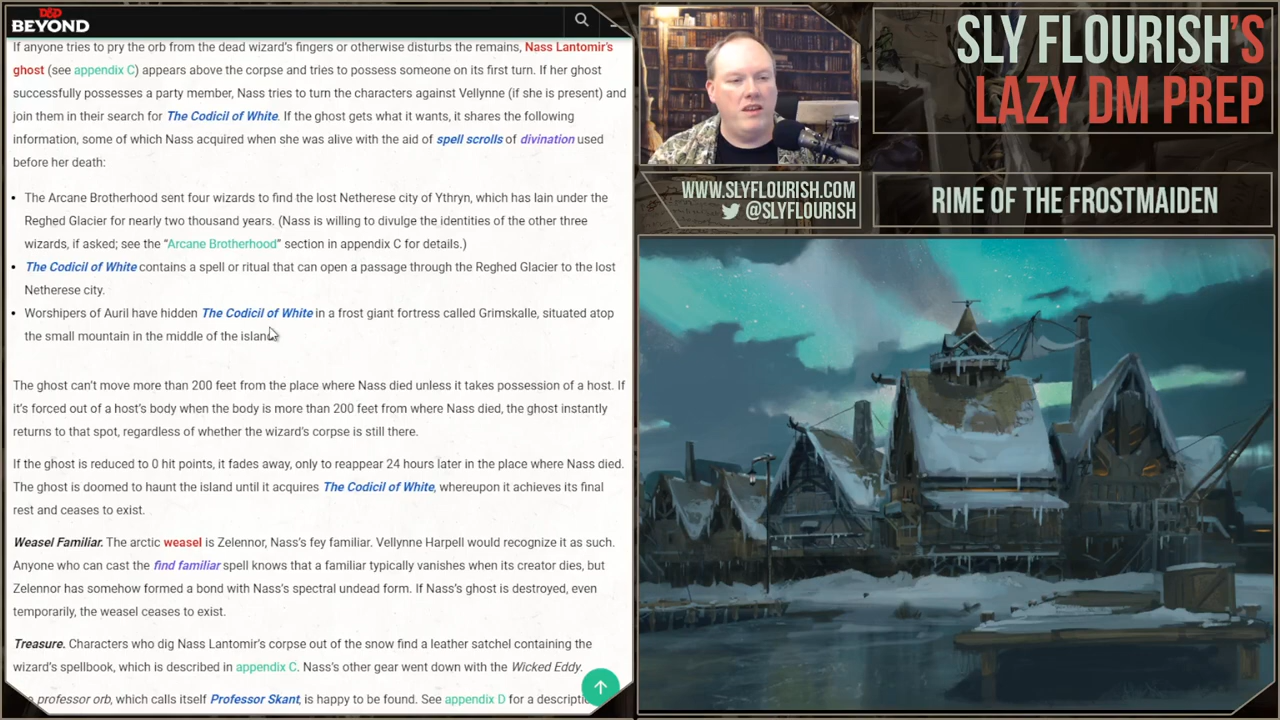 D&D
BEYOND
If anyone tries to pry the orb from the dead wizard's fingers or otherwise disturbs the remains, Nass Lantomir's
ghost (see appendix C) appears above the corpse and tries to possess someone on its first turn. If her ghost
successfully possesses a party member, Nass tries to turn the characters against Vellynne (if she is present) and
join them in their search for The Codicil of White. If the ghost gets what it wants, it shares the following
information, some of which Nass acquired when she was alive with the aid of spell scrolls of divination used
before her death:
• The Arcane Brotherhood sent four wizards to find the lost Netherese city of Ythryn, which has lain under the
Reghed Glacier for nearly two thousand years. (Nass is willing to divulge the identities of the other three
wizards, if asked; see the “Arcane Brotherhood” section in appendix C for details.)
• The Codicil of White contains a spell or ritual that can open a passage through the Reghed Glacier to the lost
Netherese city.
• Worshipers of Auril have hidden The Codicil of White in a frost giant fortress called Grimskalle, situated atop
the small mountain in the middle of the island.
The ghost can't move more than 200 feet from the place where Nass died unless it takes possession of a host. If
it's forced out of a host's body when the body is more than 200 feet from where Nass died, the ghost instantly
returns to that spot, regardless of whether the wizard's corpse is still there.
If the ghost is reduced to 0 hit points, it fades away, only to reappear 24 hours later in the place where Nass died.
The ghost is doomed to haunt the island until it acquires The Codicil of White, whereupon it achieves its final
rest and ceases to exist.
Weasel Familiar. The arctic weasel is Zelennor, Nass's fey familiar. Vellynne Harpell would recognize it as such.
Anyone who can cast the find familiar spell knows that a familiar typically vanishes when its creator dies, but
Zelennor has somehow formed a bond with Nass's spectral undead form. If Nass's ghost is destroyed, even
temporarily, the weasel ceases to exist.
Treasure. Characters who dig Nass Lantomir's corpse out of the snow find a leather satchel containing the
wizard's spellbook, which is described in appendix C. Nass's other gear went down with the Wicked Eddy.
professor orb, which calls itself Professor Skant, is happy to be found. See appendix D for a
SLY FLOURISH'S
LAZY DM PREP
WWW.SLYFLOURISH.COM
@SLYFLOURISH
RIME OF THE FROSTMAIDEN